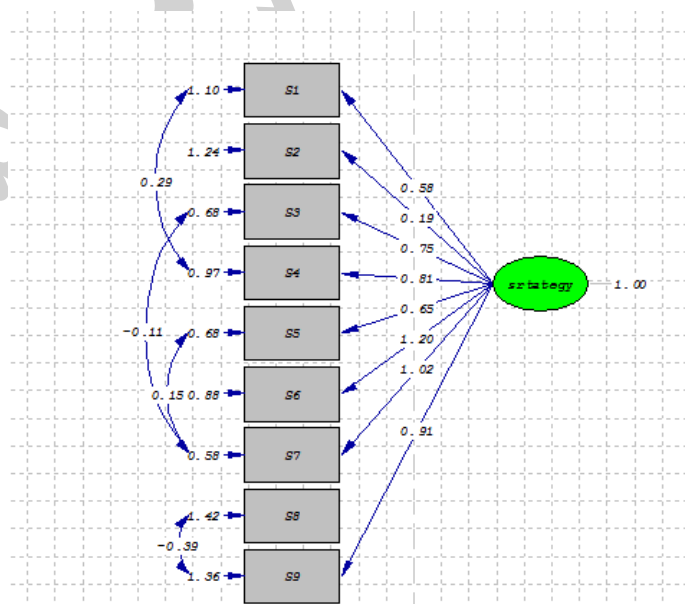 1.10 S1
1.24 S2
0.58
0.29
0.19
0.68 S3
0.75
0.97 S4
0.81
srtategy 1.00
0.65
-0.11
0.68 S5
1.20
1.02
0.15 0.88 S6
0.91
0.58 S7
1.42 S8
-0.39
1.36 S9